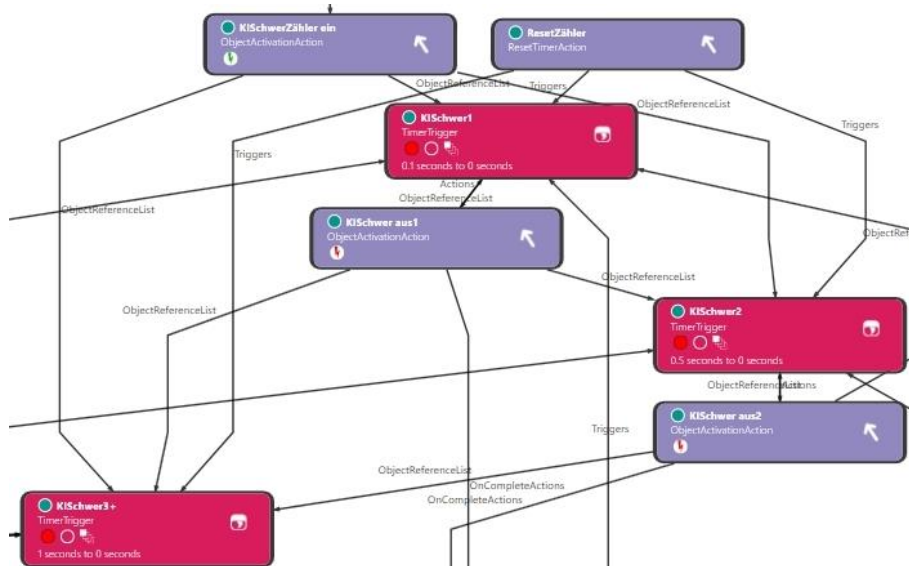 KISchwerZähler ein
ObjectActivationAction
ResetZähler
ResetTimerAction
ObjectReferenceList
Triggers
ObjectReferenceList
KISchwer1
TimerTrigger
0.1 seconds to 0 seconds
Triggers
Triggers
Actions
ObjectReferenceList
ObjectReferenceList
KISchwer aus1
ObjectActivationAction
ObjectRef
ObjectReferenceList
ObjectReferenceList
KISchwer2
TimerTrigger
0.5 seconds to 0 seconds
ObjectReferenceList
Actions
KISchwer aus2
ObjectActivationAction
Triggers
ObjectReferenceList
OnCompleteActions
OnCompleteActions
KISchwer3+
TimerTrigger
1 seconds to 0 seconds